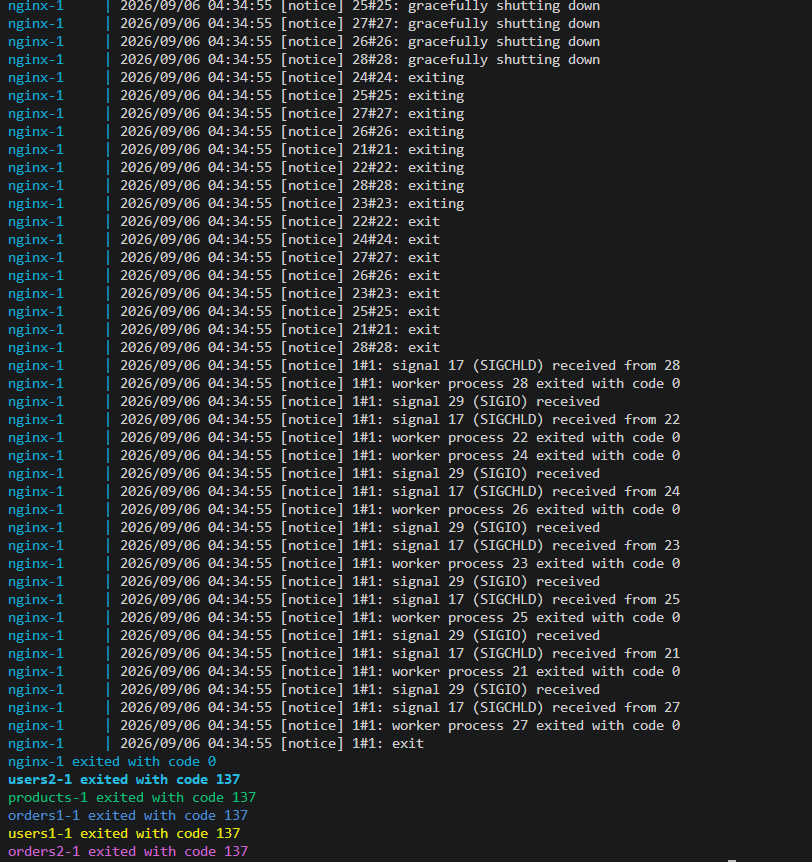 nginx-1     | 2026/09/06 04:34:55 [notice] 25#25: gracefully shutting down
nginx-1     | 2026/09/06 04:34:55 [notice] 27#27: gracefully shutting down
nginx-1     | 2026/09/06 04:34:55 [notice] 26#26: gracefully shutting down
nginx-1     | 2026/09/06 04:34:55 [notice] 28#28: gracefully shutting down
nginx-1     | 2026/09/06 04:34:55 [notice] 24#24: exiting
nginx-1     | 2026/09/06 04:34:55 [notice] 25#25: exiting
nginx-1     | 2026/09/06 04:34:55 [notice] 27#27: exiting
nginx-1     | 2026/09/06 04:34:55 [notice] 26#26: exiting
nginx-1     | 2026/09/06 04:34:55 [notice] 21#21: exiting
nginx-1     | 2026/09/06 04:34:55 [notice] 22#22: exiting
nginx-1     | 2026/09/06 04:34:55 [notice] 28#28: exiting
nginx-1     | 2026/09/06 04:34:55 [notice] 23#23: exiting
nginx-1     | 2026/09/06 04:34:55 [notice] 22#22: exit
nginx-1     | 2026/09/06 04:34:55 [notice] 24#24: exit
nginx-1     | 2026/09/06 04:34:55 [notice] 27#27: exit
nginx-1     | 2026/09/06 04:34:55 [notice] 26#26: exit
nginx-1     | 2026/09/06 04:34:55 [notice] 23#23: exit
nginx-1     | 2026/09/06 04:34:55 [notice] 25#25: exit
nginx-1     | 2026/09/06 04:34:55 [notice] 21#21: exit
nginx-1     | 2026/09/06 04:34:55 [notice] 28#28: exit
nginx-1     | 2026/09/06 04:34:55 [notice] 1#1: signal 17 (SIGCHLD) received from 28
nginx-1     | 2026/09/06 04:34:55 [notice] 1#1: worker process 28 exited with code 0
nginx-1     | 2026/09/06 04:34:55 [notice] 1#1: signal 29 (SIGIO) received
nginx-1     | 2026/09/06 04:34:55 [notice] 1#1: signal 17 (SIGCHLD) received from 22
nginx-1     | 2026/09/06 04:34:55 [notice] 1#1: worker process 22 exited with code 0
nginx-1     | 2026/09/06 04:34:55 [notice] 1#1: worker process 24 exited with code 0
nginx-1     | 2026/09/06 04:34:55 [notice] 1#1: signal 29 (SIGIO) received
nginx-1     | 2026/09/06 04:34:55 [notice] 1#1: signal 17 (SIGCHLD) received from 24
nginx-1     | 2026/09/06 04:34:55 [notice] 1#1: worker process 26 exited with code 0
nginx-1     | 2026/09/06 04:34:55 [notice] 1#1: signal 29 (SIGIO) received
nginx-1     | 2026/09/06 04:34:55 [notice] 1#1: signal 17 (SIGCHLD) received from 23
nginx-1     | 2026/09/06 04:34:55 [notice] 1#1: worker process 23 exited with code 0
nginx-1     | 2026/09/06 04:34:55 [notice] 1#1: signal 29 (SIGIO) received
nginx-1     | 2026/09/06 04:34:55 [notice] 1#1: signal 17 (SIGCHLD) received from 25
nginx-1     | 2026/09/06 04:34:55 [notice] 1#1: worker process 25 exited with code 0
nginx-1     | 2026/09/06 04:34:55 [notice] 1#1: signal 29 (SIGIO) received
nginx-1     | 2026/09/06 04:34:55 [notice] 1#1: signal 17 (SIGCHLD) received from 21
nginx-1     | 2026/09/06 04:34:55 [notice] 1#1: worker process 21 exited with code 0
nginx-1     | 2026/09/06 04:34:55 [notice] 1#1: signal 29 (SIGIO) received
nginx-1     | 2026/09/06 04:34:55 [notice] 1#1: signal 17 (SIGCHLD) received from 27
nginx-1     | 2026/09/06 04:34:55 [notice] 1#1: worker process 27 exited with code 0
nginx-1     | 2026/09/06 04:34:55 [notice] 1#1: exit
nginx-1 exited with code 0
users2-1 exited with code 137
products-1 exited with code 137
orders1-1 exited with code 137
users1-1 exited with code 137
orders2-1 exited with code 137